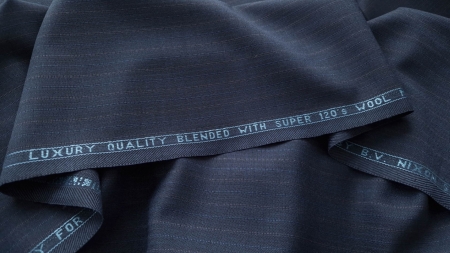 LUXURY QUALITY BLENDED WITH SUPER 120's WOOL
B.V. NIXON
Y FOR